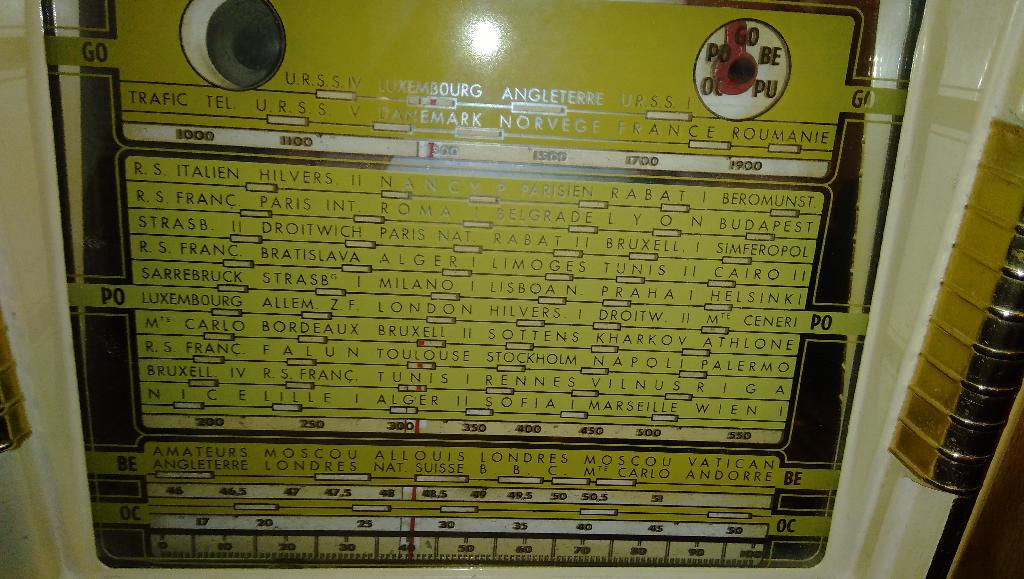 GO
PO GO BE
OC PU
U.R.S.S. IV LUXEMBOURG ANGLETERRE U.R.S.S. I
GO
TRAFIC TEL. U.R.S.S. V DANEMARK NORVEGE FRANCE ROUMANIE
1000 1100 1300 1500 1700 1900
R.S. ITALIEN HILVERS. II NANCY P. PARISIEN RABAT I BEROMUNST.
R.S. FRANÇ. PARIS INT. ROMA I BELGRADE LYON BUDAPEST
STRASB. II DROITWICH PARIS NAT. RABAT II BRUXELL. I SIMFEROPOL
R.S. FRANÇ. BRATISLAVA ALGER I LIMOGES TUNIS II CAIRO II
SARREBRUCK STRASBG I MILANO I LISBOA N. PRAHA I HELSINKI
PO LUXEMBOURG ALLEM. Z.F. LONDON HILVERS. I DROITW. II MTE CENERI PO
MTE CARLO BORDEAUX BRUXELL II SOTTENS KHARKOV ATHLONE
R.S. FRANC. FALUN TOULOUSE STOCKHOLM NAPOLI PALERMO
BRUXELL. IV R.S. FRANÇ. TUNIS I RENNES VILNUS RIGA
NICE LILLE I ALGER II SOFIA I MARSEILLE WIEN I
200 250 300 350 400 450 500 550
BE AMATEURS MOSCOU ALLOUIS LONDRES MOSCOU VATICAN BE
ANGLETERRE LONDRES NAT. SUISSE B.B.C. MTE CARLO ANDORRE
46 46,5 47 47,5 48 48,5 49 49,5 50 50,5 51
OC OC
17 20 25 30 35 40 45 50
0 10 20 30 40 50 60 70 80 90 100